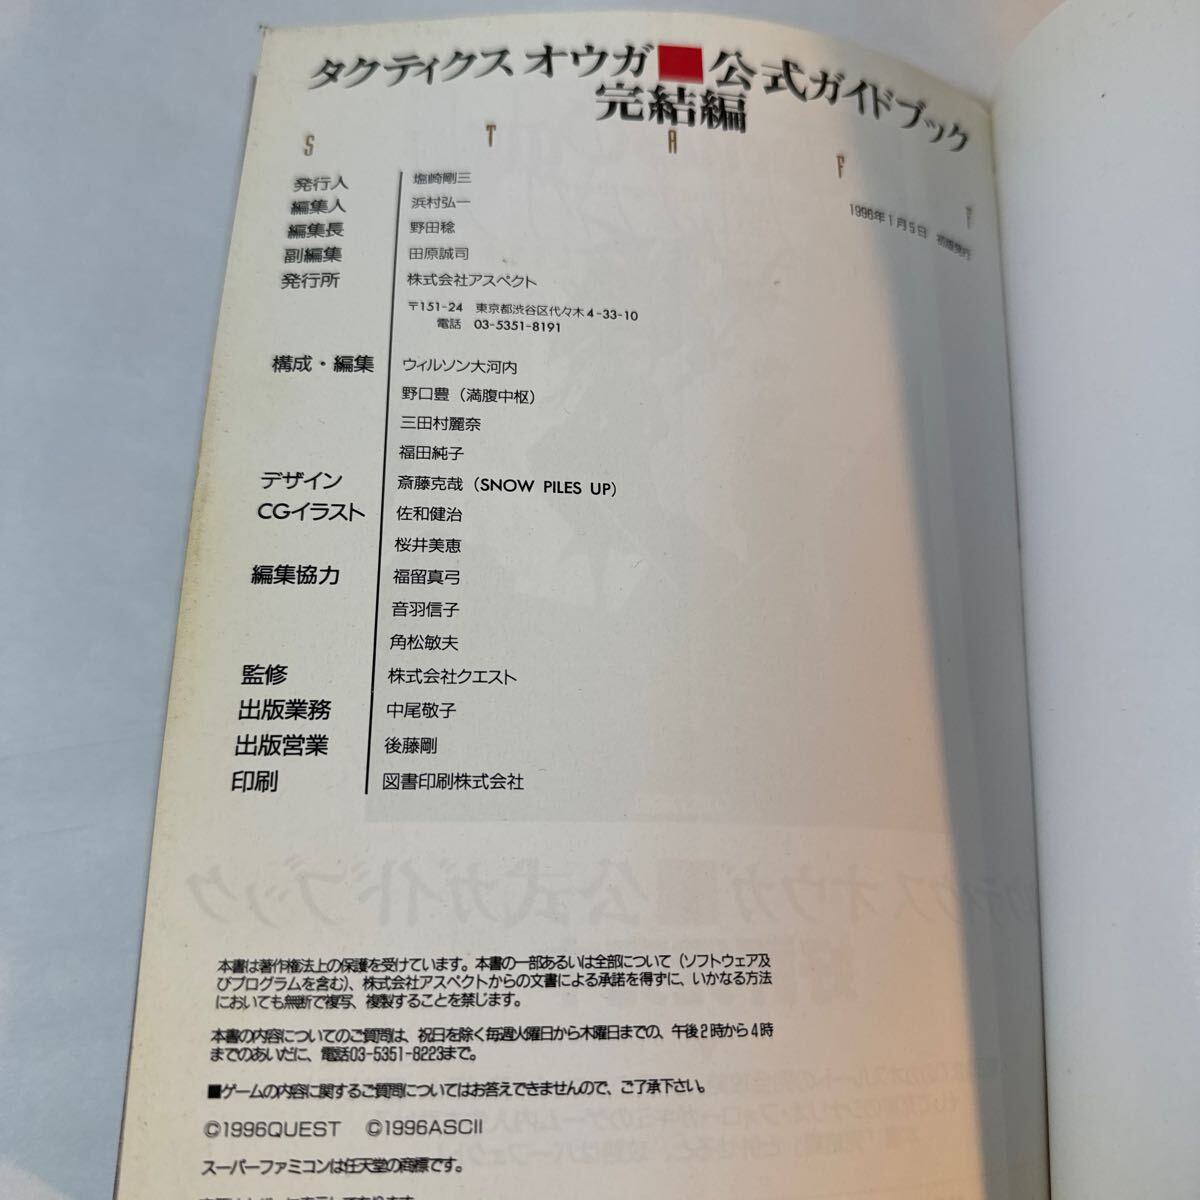 タクティクス オウガ■公式ガイドブック
完結編
STAFF
1996年1月5日 初版発行
発行人 塩崎剛三
編集人 浜村弘一
編集長 野田稔
副編集 田原誠司
発行所 株式会社アスペクト
〒151-24 東京都渋谷区代々木4-33-10
電話 03-5351-8191
構成・編集 ウィルソン大河内
野口豊（満腹中枢）
三田村麗奈
福田純子
デザイン 斎藤克哉（SNOW PILES UP）
CGイラスト 佐和健治
桜井美恵
編集協力 福留真弓
音羽信子
角松敏夫
監修 株式会社クエスト
出版業務 中尾敬子
出版営業 後藤剛
印刷 図書印刷株式会社
本書は著作権法上の保護を受けています。本書の一部あるいは全部について（ソフトウェア及
びプログラムを含む）、株式会社アスペクトからの文書による承諾を得ずに、いかなる方法
においても無断で複写、複製することを禁じます。
本書の内容についてのご質問は、祝日を除く毎週火曜日から木曜日までの、午後2時から4時
までのあいだに、電話03-5351-8223まで。
■ゲームの内容に関するご質問についてはお答えできませんので、ご了承下さい。
©1996QUEST ©1996ASCII
スーパーファミコンは任天堂の商標です。